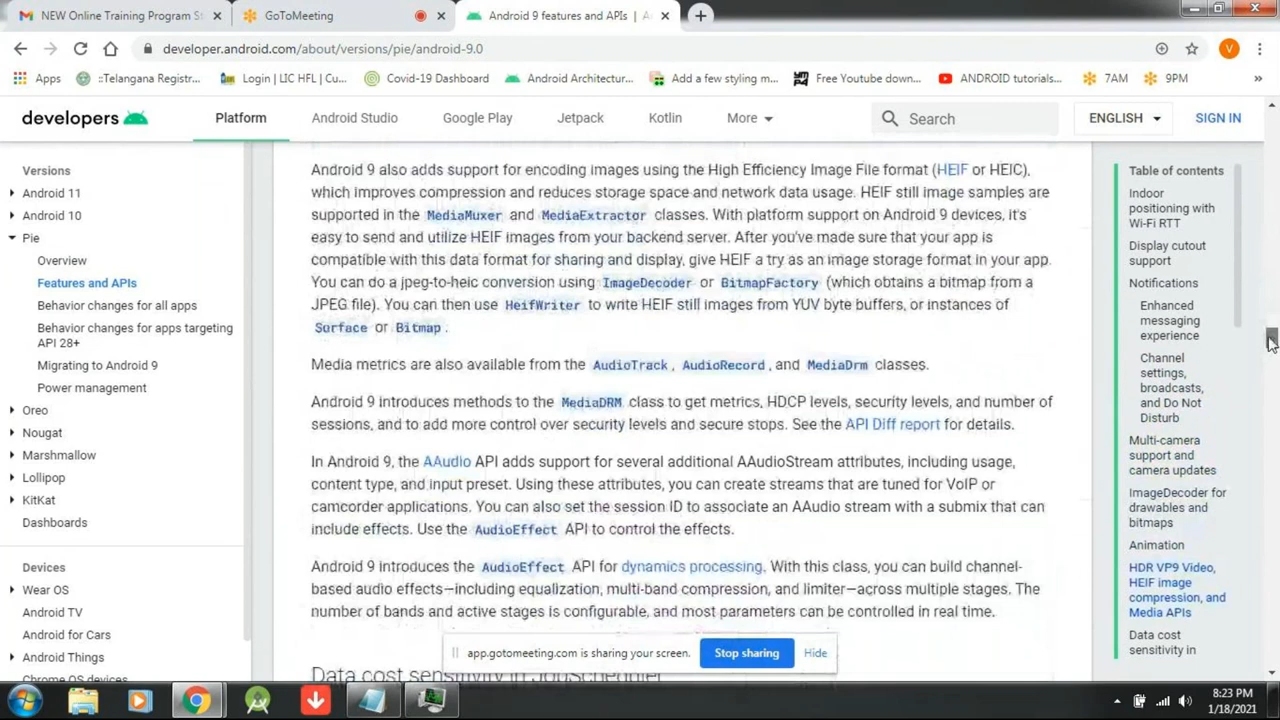 NEW Online Training Program S
GoToMeeting
Android 9 features and APIs | A
developer.android.com/about/versions/pie/android-9.0
V
Apps
::Telangana Registr...
Login | LIC HFL | Cu...
Covid-19 Dashboard
Android Architectur...
Add a few styling m...
Free Youtube down...
ANDROID tutorials...
7AM
9PM
»
developers
Platform
Android Studio
Google Play
Jetpack
Kotlin
More
Search
ENGLISH
SIGN IN
Versions
Android 11
Android 10
Pie
Overview
Features and APIs
Behavior changes for all apps
Behavior changes for apps targeting
API 28+
Migrating to Android 9
Power management
Oreo
Nougat
Marshmallow
Lollipop
KitKat
Dashboards
Devices
Wear OS
Android TV
Android for Cars
Android Things
Chrome OS devices
Android 9 also adds support for encoding images using the High Efficiency Image File format (HEIF or HEIC),
which improves compression and reduces storage space and network data usage. HEIF still image samples are
supported in the MediaMuxer and MediaExtractor classes. With platform support on Android 9 devices, it's
easy to send and utilize HEIF images from your backend server. After you've made sure that your app is
compatible with this data format for sharing and display, give HEIF a try as an image storage format in your app.
You can do a jpeg-to-heic conversion using ImageDecoder or BitmapFactory (which obtains a bitmap from a
JPEG file). You can then use HeifWriter to write HEIF still images from YUV byte buffers, or instances of
Surface or Bitmap.
Media metrics are also available from the AudioTrack, AudioRecord, and MediaDrm classes.
Android 9 introduces methods to the MediaDRM class to get metrics, HDCP levels, security levels, and number of
sessions, and to add more control over security levels and secure stops. See the API Diff report for details.
In Android 9, the AAudio API adds support for several additional AAudioStream attributes, including usage,
content type, and input preset. Using these attributes, you can create streams that are tuned for VoIP or
camcorder applications. You can also set the session ID to associate an AAudio stream with a submix that can
include effects. Use the AudioEffect API to control the effects.
Android 9 introduces the AudioEffect API for dynamics processing. With this class, you can build channel-
based audio effects—including equalization, multi-band compression, and limiter—across multiple stages. The
number of bands and active stages is configurable, and most parameters can be controlled in real time.
Data cost sensitivity in JobScheduler
Table of contents
Indoor
positioning with
Wi-Fi RTT
Display cutout
support
Notifications
Enhanced
messaging
experience
Channel
settings,
broadcasts,
and Do Not
Disturb
Multi-camera
support and
camera updates
ImageDecoder for
drawables and
bitmaps
Animation
HDR VP9 Video,
HEIF image
compression, and
Media APIs
Data cost
sensitivity in
app.gotomeeting.com is sharing your screen.
Stop sharing
Hide
8:23 PM
1/18/2021